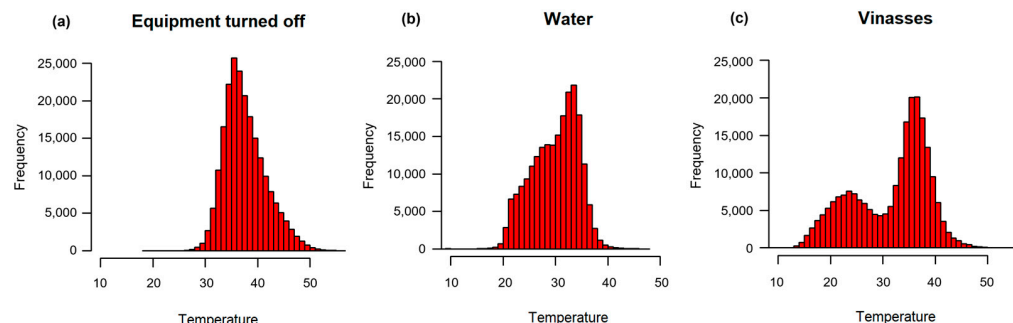 (a) Equipment turned off
25,000
20,000
15,000
10,000
5,000
0
Frequency
10 20 30 40 50
Temperature
(b) Water
25,000
20,000
15,000
10,000
5,000
0
Frequency
10 20 30 40 50
Temperature
(c) Vinasses
25,000
20,000
15,000
10,000
5,000
0
Frequency
10 20 30 40 50
Temperature